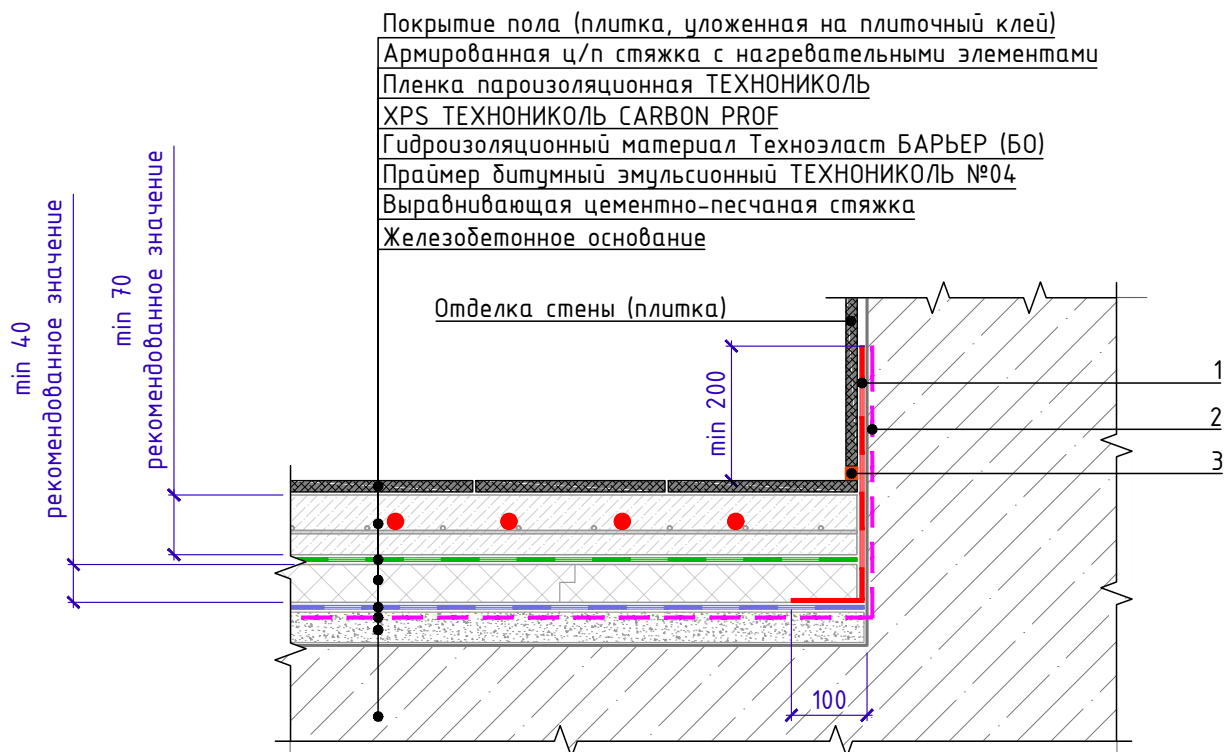 Покрытие пола (плитка, уложенная на плиточный клей)
Армированная ц/п стяжка с нагревательными элементами
Пленка пароизоляционная ТЕХНОНИКОЛЬ
XPS ТЕХНОНИКОЛЬ CARBON PROF
Гидроизоляционный материал Техноэласт БАРЬЕР (БО)
Праймер битумный эмульсионный ТЕХНОНИКОЛЬ №04
Выравнивающая цементно-песчаная стяжка
Железобетонное основание
Отделка стены (плитка)
min 40
рекомендованное значение
min 70
рекомендованное значение
min 200
1
2
3
100